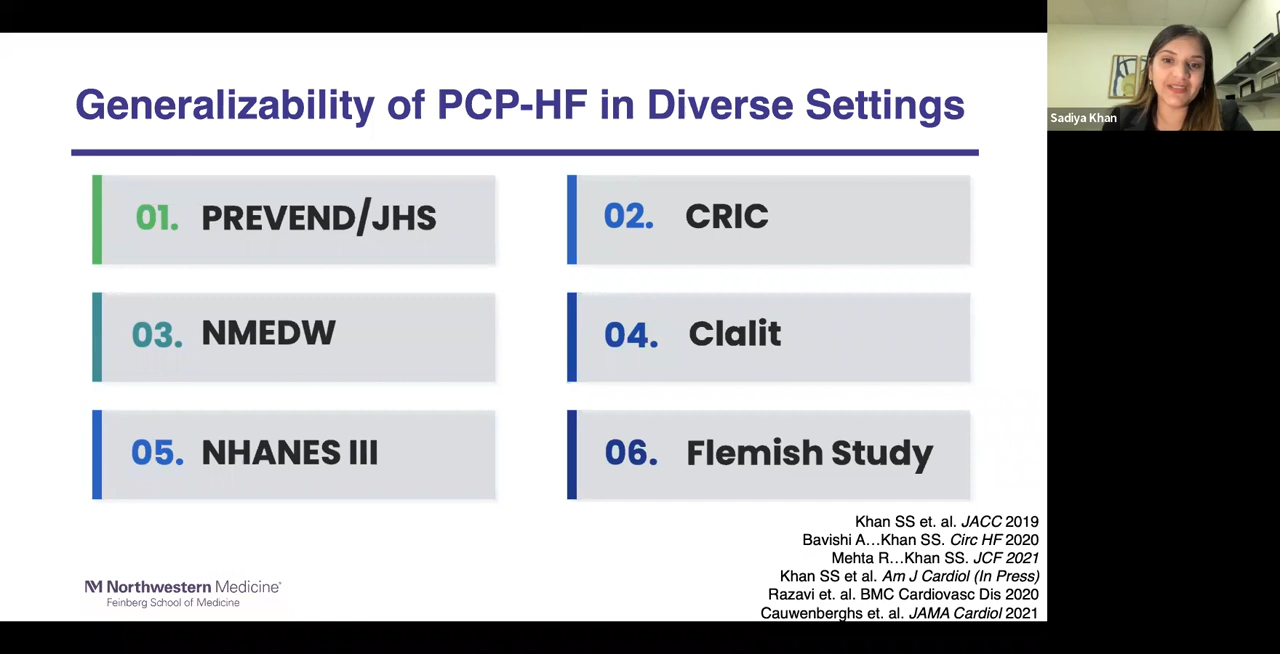 Generalizability of PCP-HF in Diverse Settings
01. PREVEND/JHS
02. CRIC
03. NMEDW
04. Clalit
05. NHANES III
06. Flemish Study
Khan SS et. al. JACC 2019
Bavishi A…Khan SS. Circ HF 2020
Mehta R…Khan SS. JCF 2021
Khan SS et al. Am J Cardiol (In Press)
Razavi et. al. BMC Cardiovasc Dis 2020
Cauwenberghs et. al. JAMA Cardiol 2021
M Northwestern Medicine®
Feinberg School of Medicine
Sadiya Khan